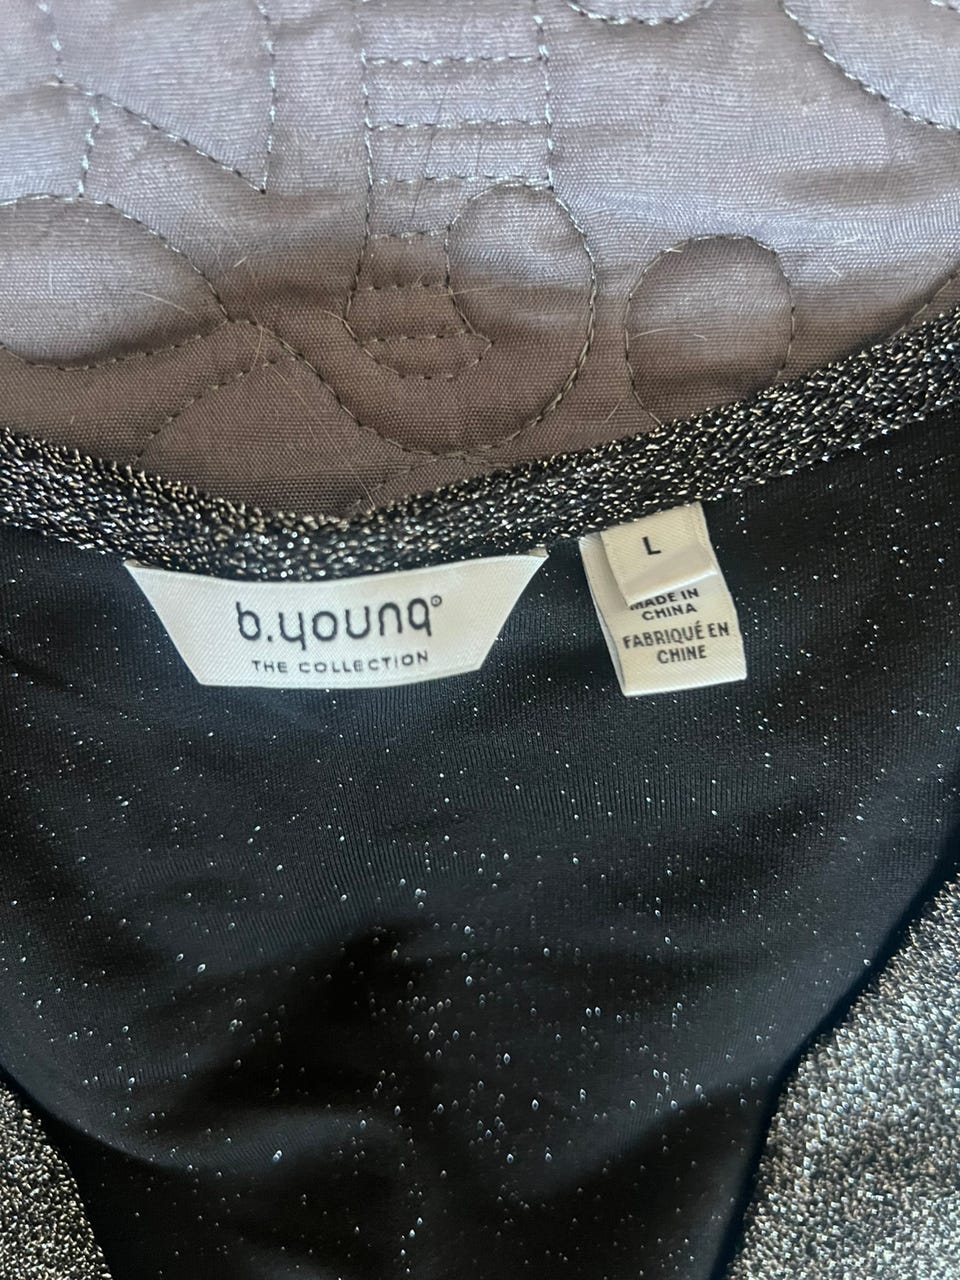 b.young®
THE COLLECTION
L
MADE IN
CHINA
FABRIQUÉ EN
CHINE